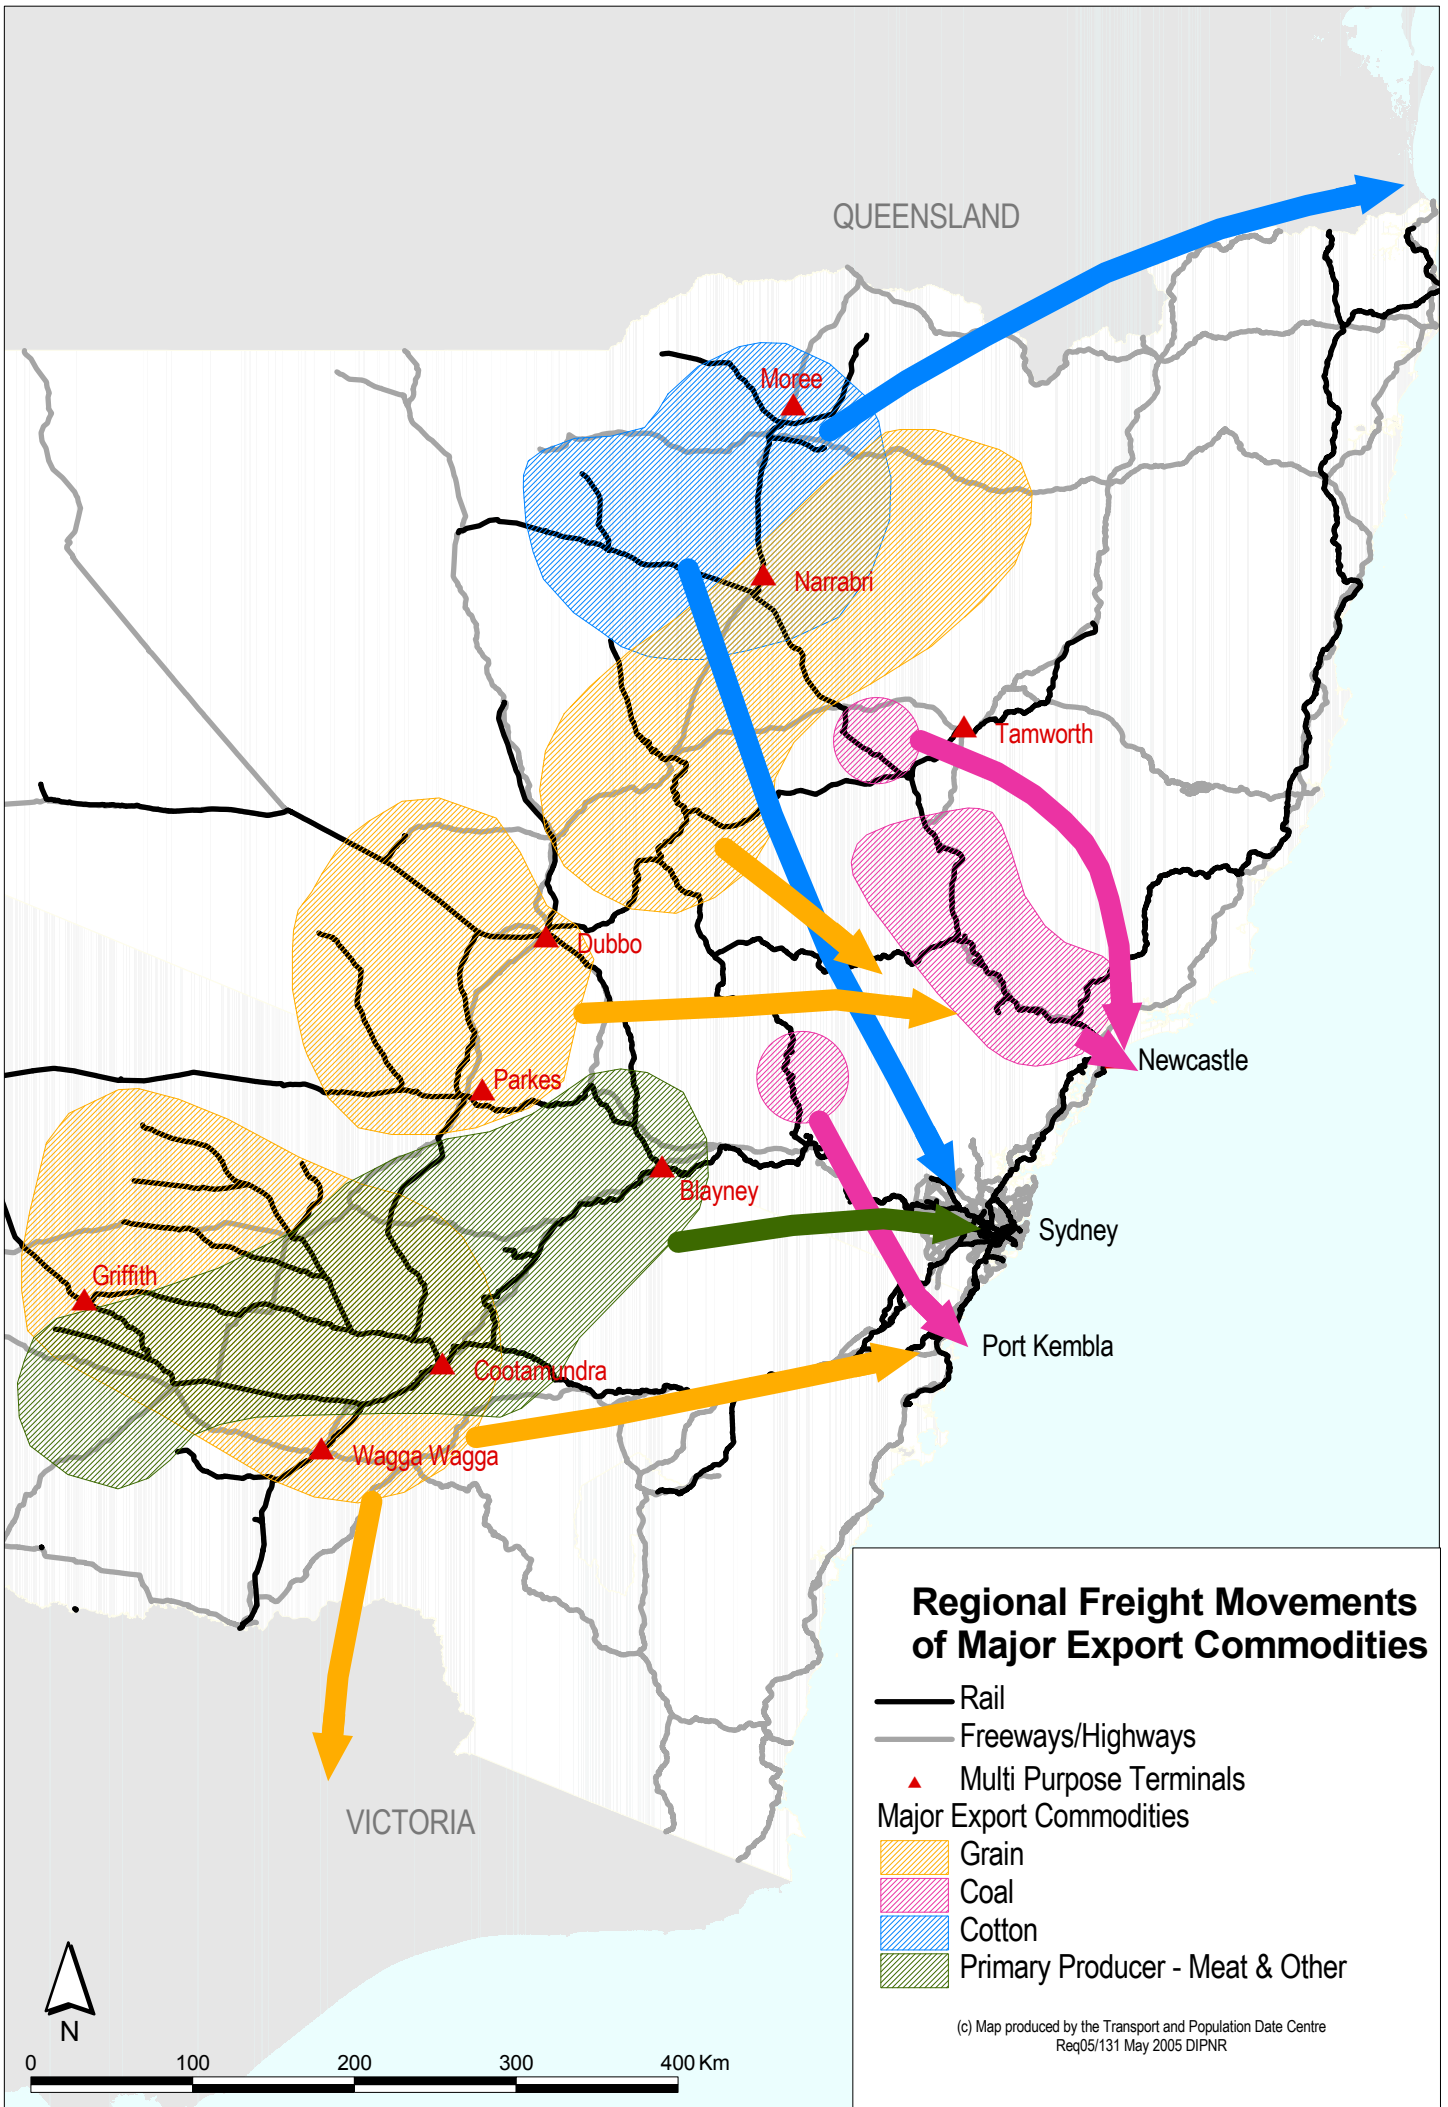 QUEENSLAND
Moree
Narrabri
Tamworth
Dubbo
Newcastle
Parkes
Blayney
Sydney
Griffith
Port Kembla
Cootamundra
Wagga Wagga
VICTORIA
Regional Freight Movements
of Major Export Commodities
Rail
Freeways/Highways
Multi Purpose Terminals
Major Export Commodities
Grain
Coal
Cotton
Primary Producer - Meat & Other
(c) Map produced by the Transport and Population Date Centre
Req05/131 May 2005 DIPNR
N
0 100 200 300 400 Km